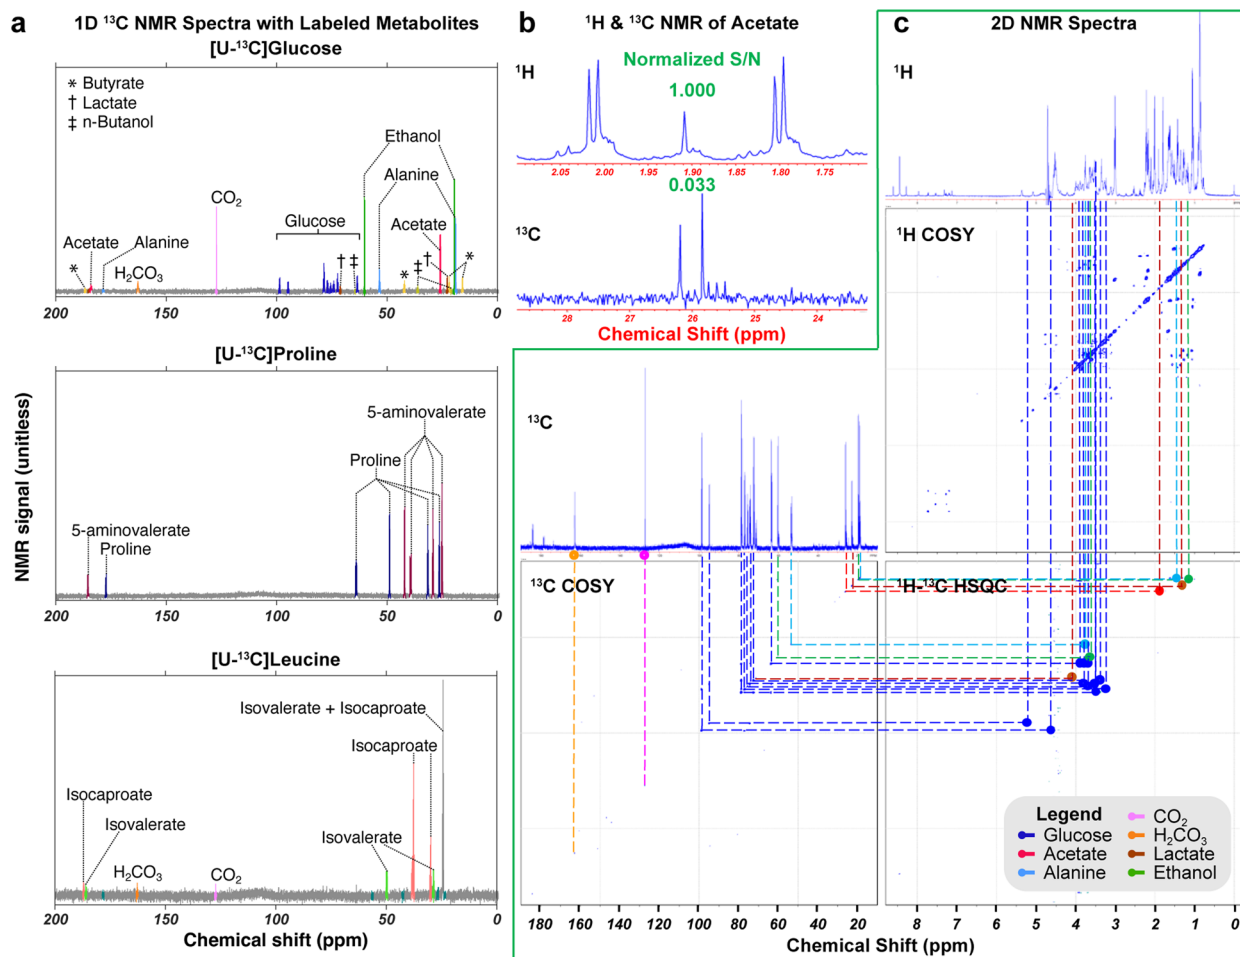 a
1D ¹³C NMR Spectra with Labeled Metabolites
[U-¹³C]Glucose
* Butyrate
† Lactate
‡ n-Butanol
Ethanol
Alanine
CO₂
Glucose
Acetate
Acetate
Alanine
H₂CO₃
* † ‡ * ‡ † *
200 150 100 50 0
[U-¹³C]Proline
5-aminovalerate
Proline
5-aminovalerate
Proline
200 150 100 50 0
[U-¹³C]Leucine
Isovalerate + Isocaproate
Isocaproate
Isocaproate
Isovalerate
Isovalerate
H₂CO₃
CO₂
200 150 100 50 0
NMR signal (unitless)
Chemical shift (ppm)
b
¹H & ¹³C NMR of Acetate
¹H
Normalized S/N
1.000
2.05 2.00 1.95 1.90 1.85 1.80 1.75
0.033
¹³C
28 27 26 25 24
Chemical Shift (ppm)
c
2D NMR Spectra
¹H
¹H COSY
¹³C
¹³C COSY
¹H-¹³C HSQC
Legend
Glucose
Acetate
Alanine
CO₂
H₂CO₃
Lactate
Ethanol
180 160 140 120 100 80 60 40 20
8 7 6 5 4 3 2 1 0
Chemical Shift (ppm)